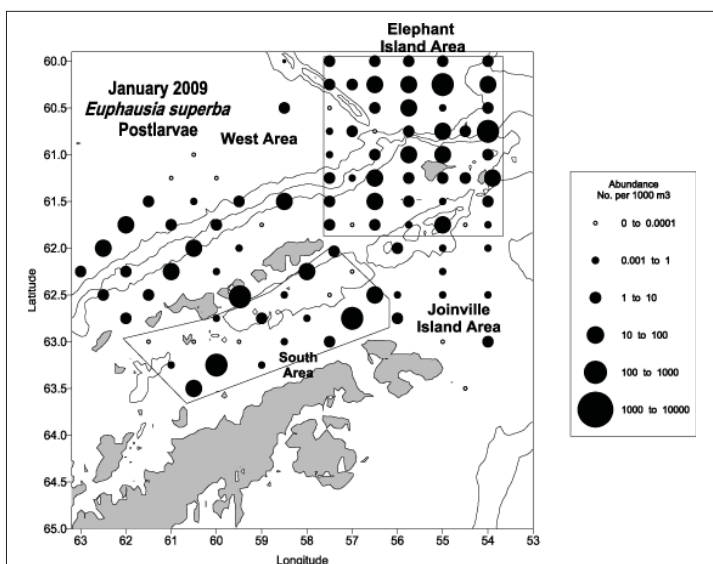 Elephant
Island Area
January 2009
Euphausia superba
Postlarvae
West Area
Joinville
Island Area
South
Area
Latitude
60.0
60.5
61.0
61.5
62.0
62.5
63.0
63.5
64.0
64.5
65.0
63 62 61 60 59 58 57 56 55 54 53
Longitude
Abundance
No. per 1000 m3
0 to 0.0001
0.001 to 1
1 to 10
10 to 100
100 to 1000
1000 to 10000